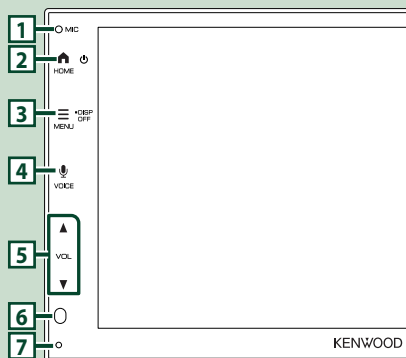 1 MIC
2
HOME
3 •DISP
OFF
MENU
4
VOICE
5 VOL
6
7
KENWOOD